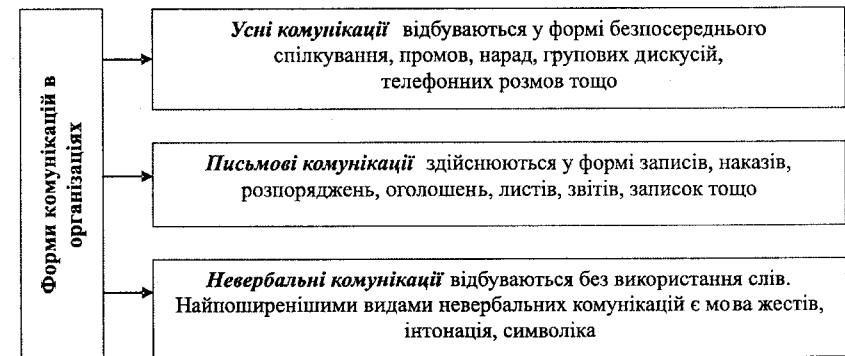 Форми комунікацій в
організаціях
Усні комунікації відбуваються у формі безпосереднього
спілкування, промов, нарад, групових дискусій,
телефонних розмов тощо
Письмові комунікації здійснюються у формі записів, наказів,
розпоряджень, оголошень, листів, звітів, записок тощо
Невербальні комунікації відбуваються без використання слів.
Найпоширенішими видами невербальних комунікацій є мова жестів,
інтонація, символіка